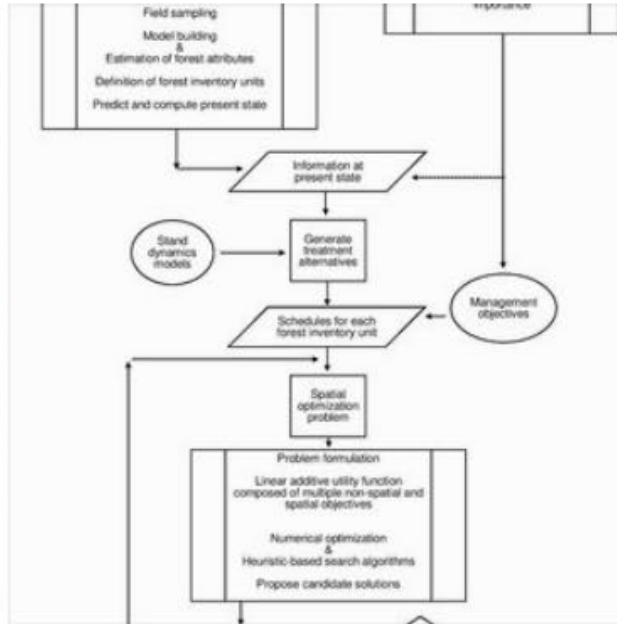 Importance
Field sampling
Model building
&
Estimation of forest attributes
Definition of forest inventory units
Predict and compute present state
Information at
present state
Stand
dynamics
models
Generate
treatment
alternatives
Management
objectives
Schedules for each
forest inventory unit
Spatial
optimization
problem
Problem formulation
Linear additive utility function
composed of multiple non-spatial and
spatial objectives
Numerical optimization
&
Heuristic-based search algorithms
Propose candidate solutions